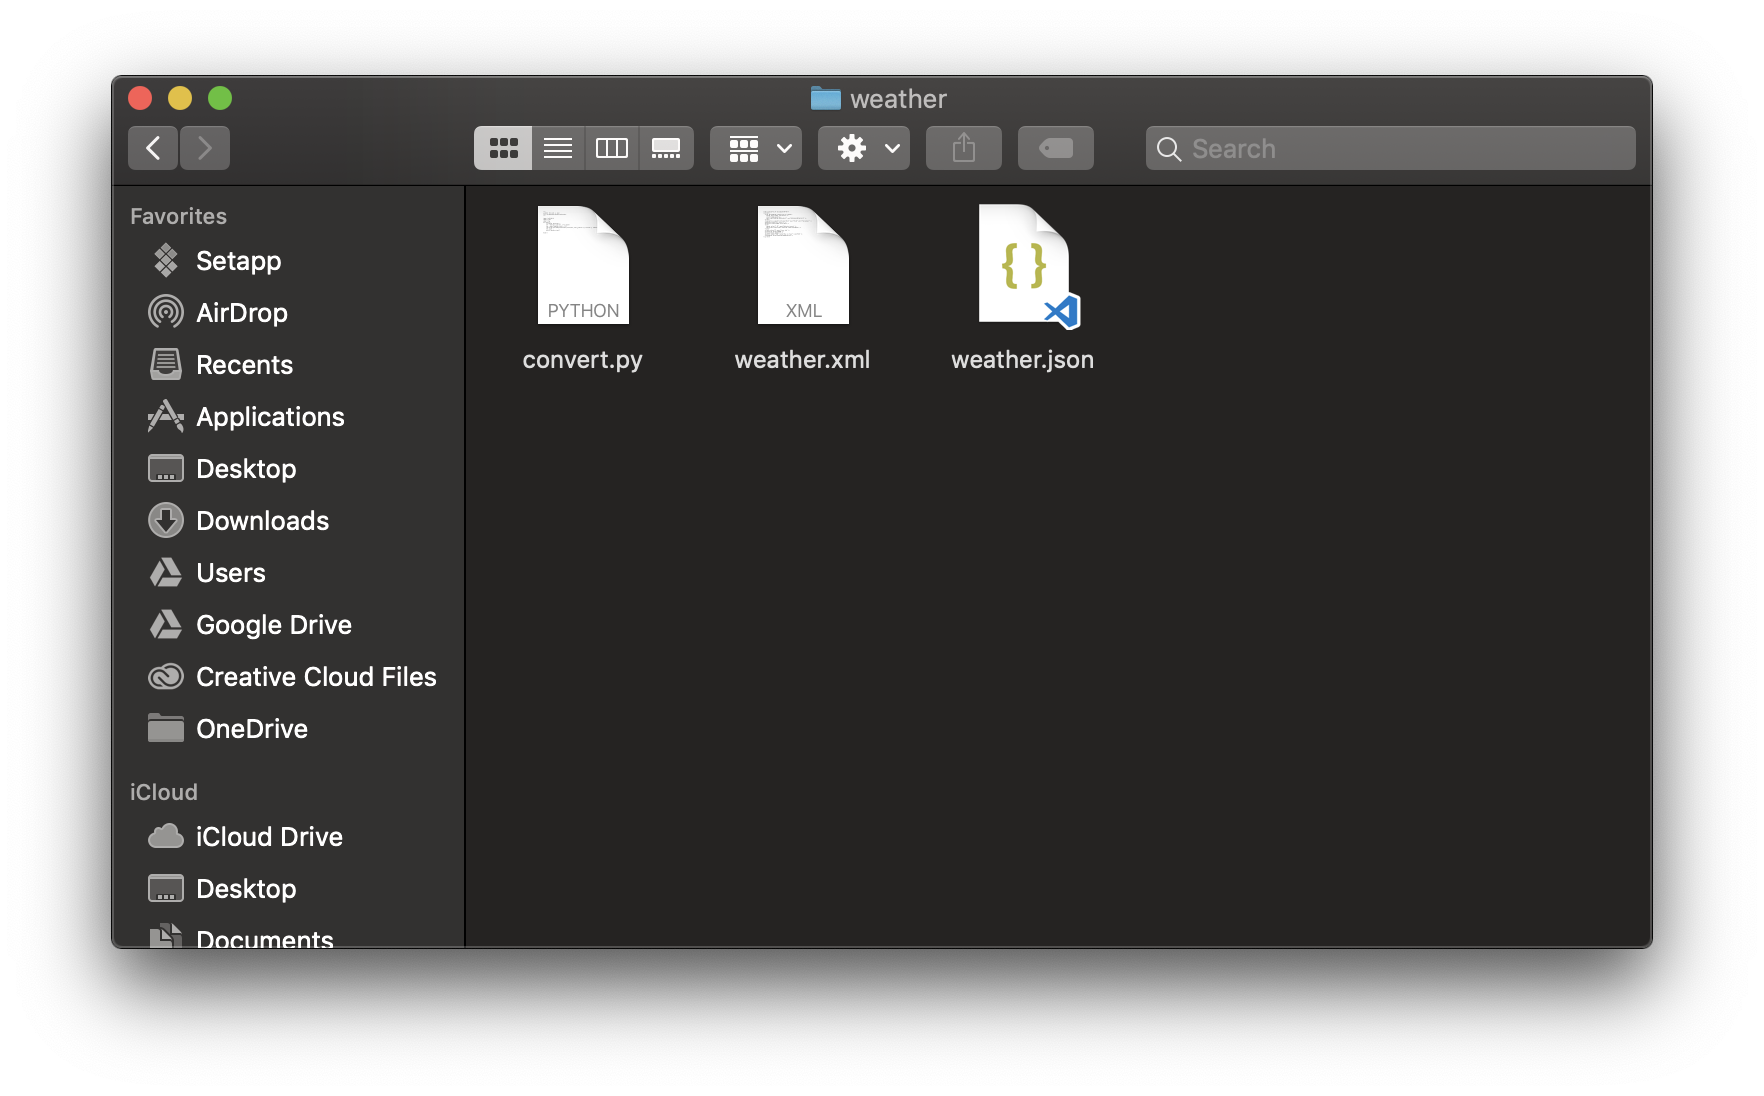 weather
Search
Favorites
Setapp
AirDrop
Recents
Applications
Desktop
Downloads
Users
Google Drive
Creative Cloud Files
OneDrive
iCloud
iCloud Drive
Desktop
Documents
PYTHON
convert.py
XML
weather.xml
{ }
weather.json